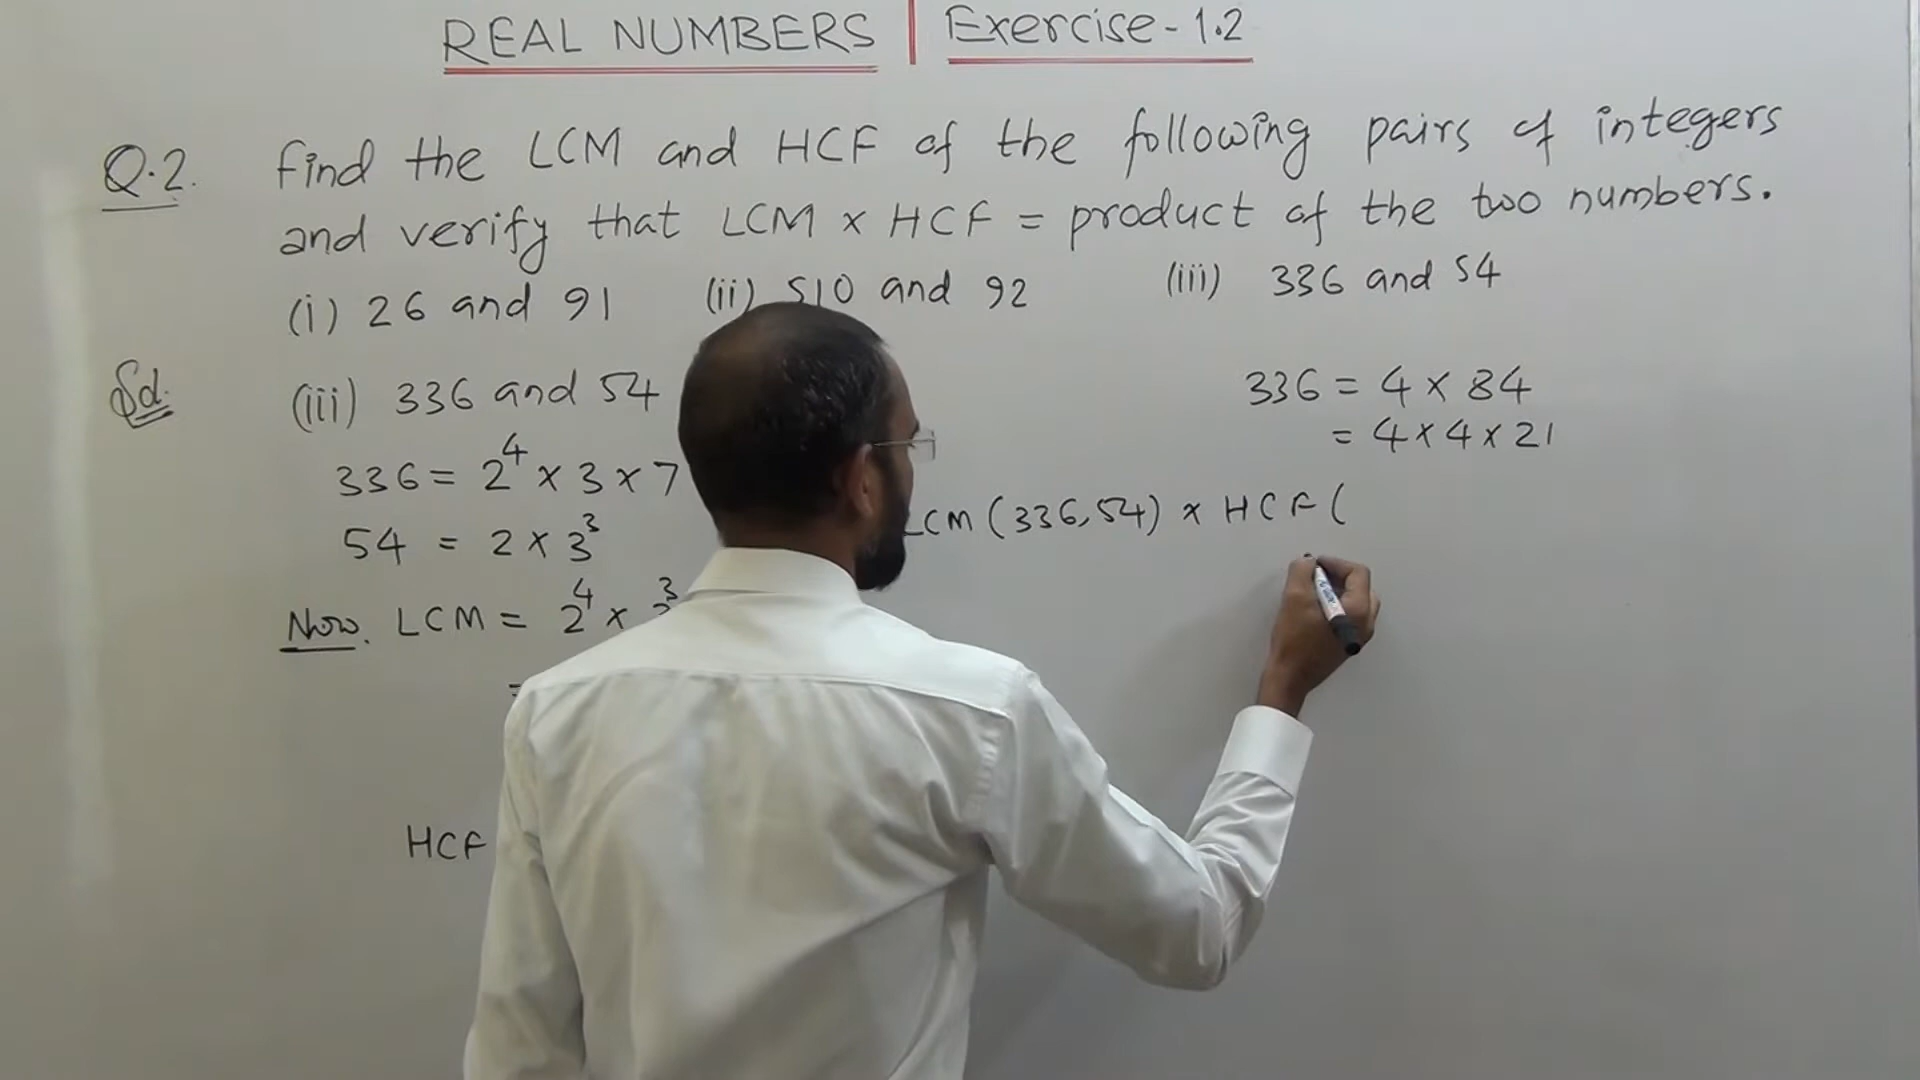 REAL NUMBERS | Exercise-1.2
Q.2. Find the LCM and HCF of the following pairs of integers
and verify that LCM × HCF = product of the two numbers.
(i) 26 and 91 (ii) 510 and 92 (iii) 336 and 54
Sol. (iii) 336 and 54
336 = 2⁴ × 3 × 7
54 = 2 × 3³
Now. LCM = 2⁴ × 3³
=
HCF
336 = 4 × 84
= 4 × 4 × 21
LCM (336,54) × HCF (